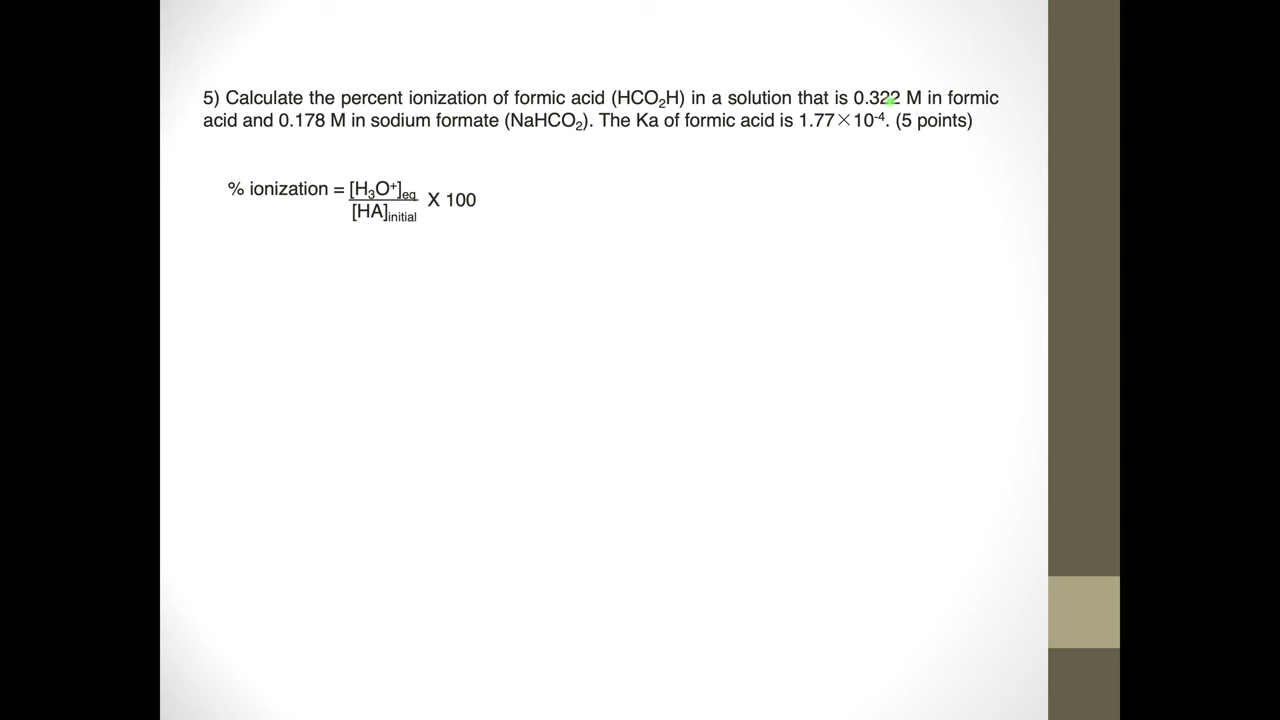 5) Calculate the percent ionization of formic acid (HCO₂H) in a solution that is 0.322 M in formic
acid and 0.178 M in sodium formate (NaHCO₂). The Ka of formic acid is 1.77×10⁻⁴. (5 points)
% ionization = [H₃O⁺]eq
[HA]initial
X 100